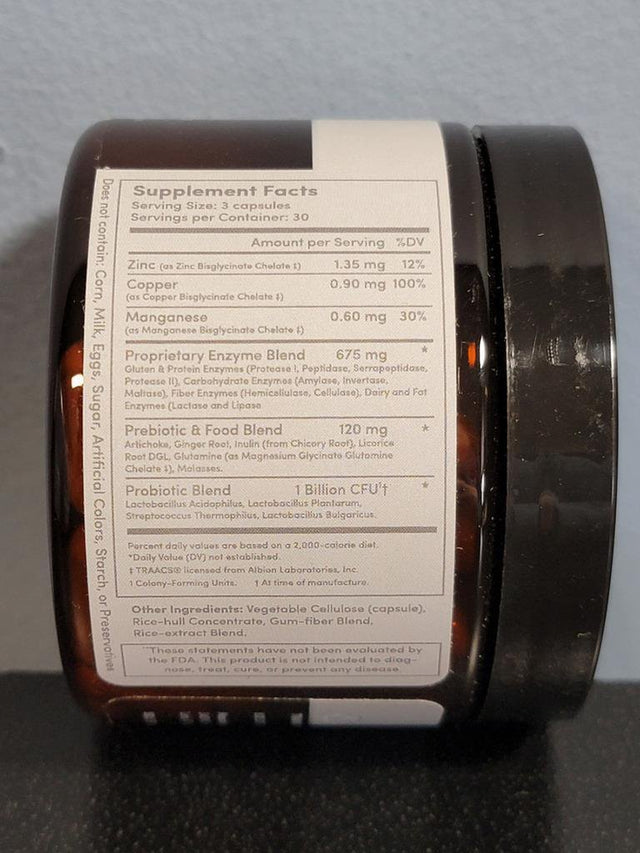 Supplement Facts
Serving Size: 3 capsules
Servings per Container: 30
Amount per Serving %DV
Zinc (as Zinc Bisglycinate Chelate ‡) 1.35 mg 12%
Copper 0.90 mg 100%
(as Copper Bisglycinate Chelate ‡)
Manganese 0.60 mg 30%
(as Manganese Bisglycinate Chelate ‡)
Proprietary Enzyme Blend 675 mg *
Gluten & Protein Enzymes (Protease I, Peptidase, Serrapeptidase,
Protease II), Carbohydrate Enzymes (Amylase, Invertase,
Maltase), Fiber Enzymes (Hemicellulase, Cellulase), Dairy and Fat
Enzymes (Lactase and Lipase
Prebiotic & Food Blend 120 mg *
Artichoke, Ginger Root, Inulin (from Chicory Root), Licorice
Root DGL, Glutamine (as Magnesium Glycinate Glutamine
Chelate ‡), Molasses.
Probiotic Blend 1 Billion CFU¹† *
Lactobacillus Acidophilus, Lactobacillus Plantarum,
Streptococcus Thermophilus, Lactobacillus Bulgaricus.
Percent daily values are based on a 2,000-calorie diet.
*Daily Value (DV) not established.
‡ TRAACS® licensed from Albion Laboratories, Inc.
1 Colony-Forming Units. † At time of manufacture.
Other Ingredients: Vegetable Cellulose (capsule),
Rice-hull Concentrate, Gum-fiber Blend,
Rice-extract Blend.
**These statements have not been evaluated by
the FDA. This product is not intended to diag-
nose, treat, cure, or prevent any disease.
Does not contain: Corn, Milk, Eggs, Sugar, Artificial Colors, Starch, or Preservatives